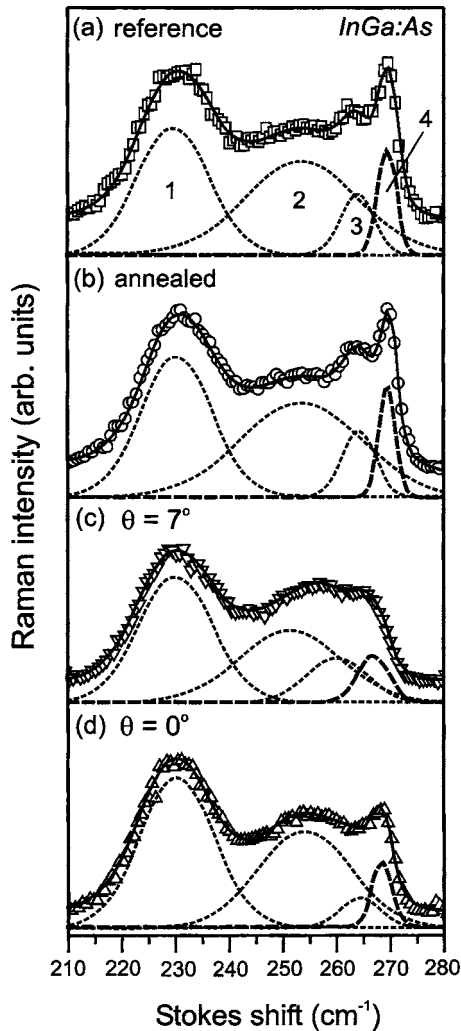 (a) reference InGa:As
1
2
3
4
(b) annealed
(c) θ = 7°
(d) θ = 0°
Raman intensity (arb. units)
210 220 230 240 250 260 270 280
Stokes shift (cm⁻¹)